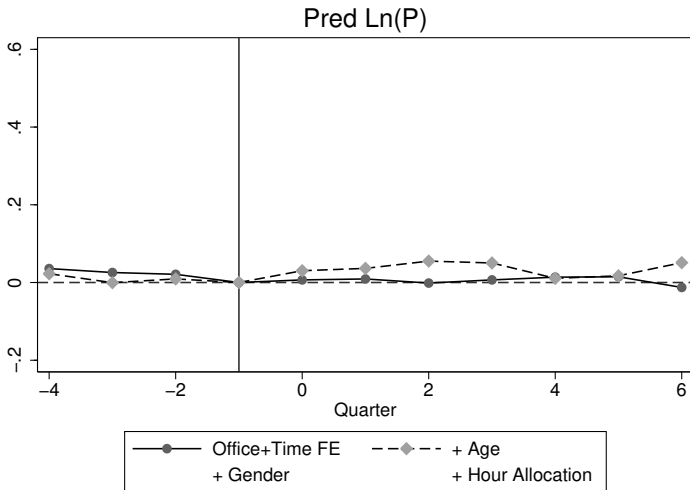 Pred Ln(P)
.6
.4
.2
0
-.2
-4
-2
0
2
4
6
Quarter
Office+Time FE
+ Gender
+ Age
+ Hour Allocation